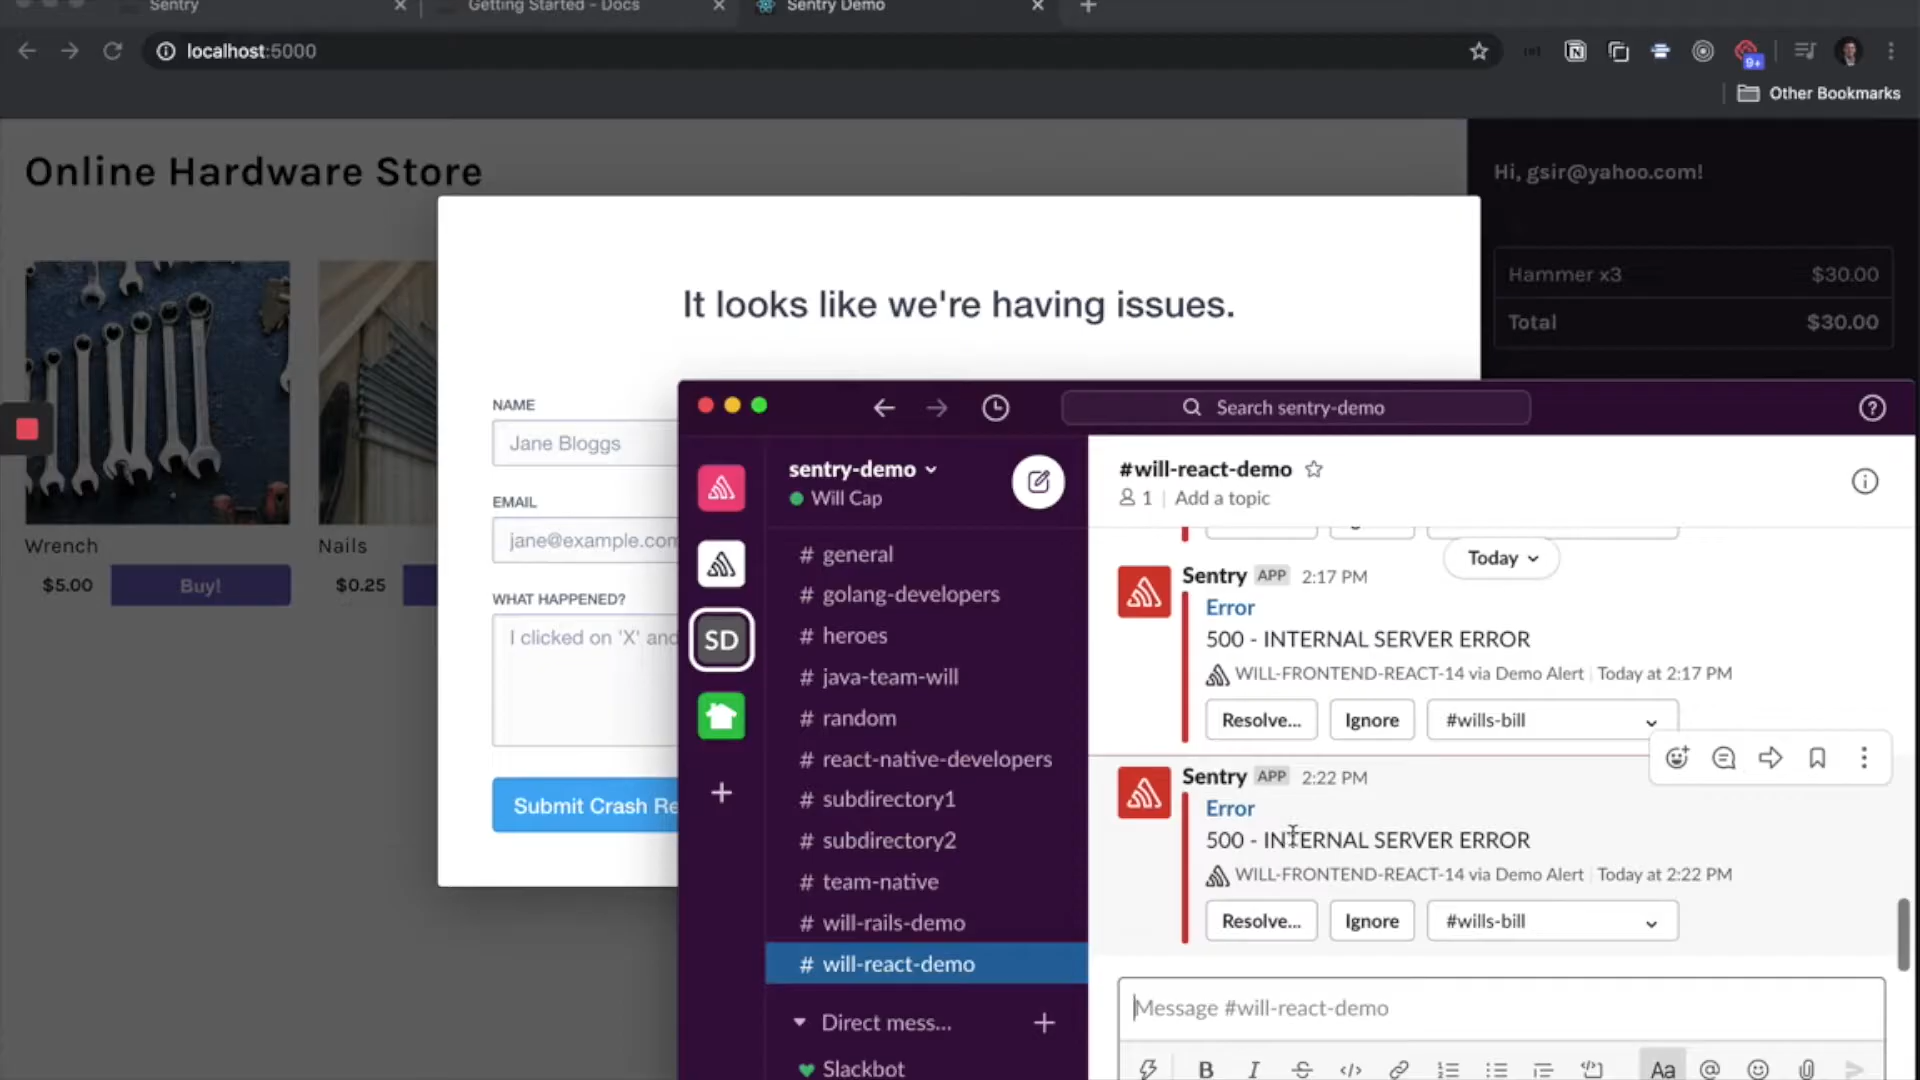 Sentry
Getting Started - Docs
Sentry Demo
localhost:5000
9+
Other Bookmarks
Online Hardware Store
Hi, gsir@yahoo.com!
Hammer x3 $30.00
Total $30.00
Wrench
$5.00 Buy!
Nails
$0.25
It looks like we're having issues.
NAME
Jane Bloggs
EMAIL
jane@example.com
WHAT HAPPENED?
I clicked on 'X' and
Submit Crash Re
Search sentry-demo
SD
sentry-demo
Will Cap
# general
# golang-developers
# heroes
# java-team-will
# random
# react-native-developers
# subdirectory1
# subdirectory2
# team-native
# will-rails-demo
# will-react-demo
Direct mess...
Slackbot
#will-react-demo
1 | Add a topic
Today
Sentry APP 2:17 PM
Error
500 - INTERNAL SERVER ERROR
WILL-FRONTEND-REACT-14 via Demo Alert | Today at 2:17 PM
Resolve... Ignore #wills-bill
Sentry APP 2:22 PM
Error
500 - INTERNAL SERVER ERROR
WILL-FRONTEND-REACT-14 via Demo Alert | Today at 2:22 PM
Resolve... Ignore #wills-bill
Message #will-react-demo
B I S </> Aa @